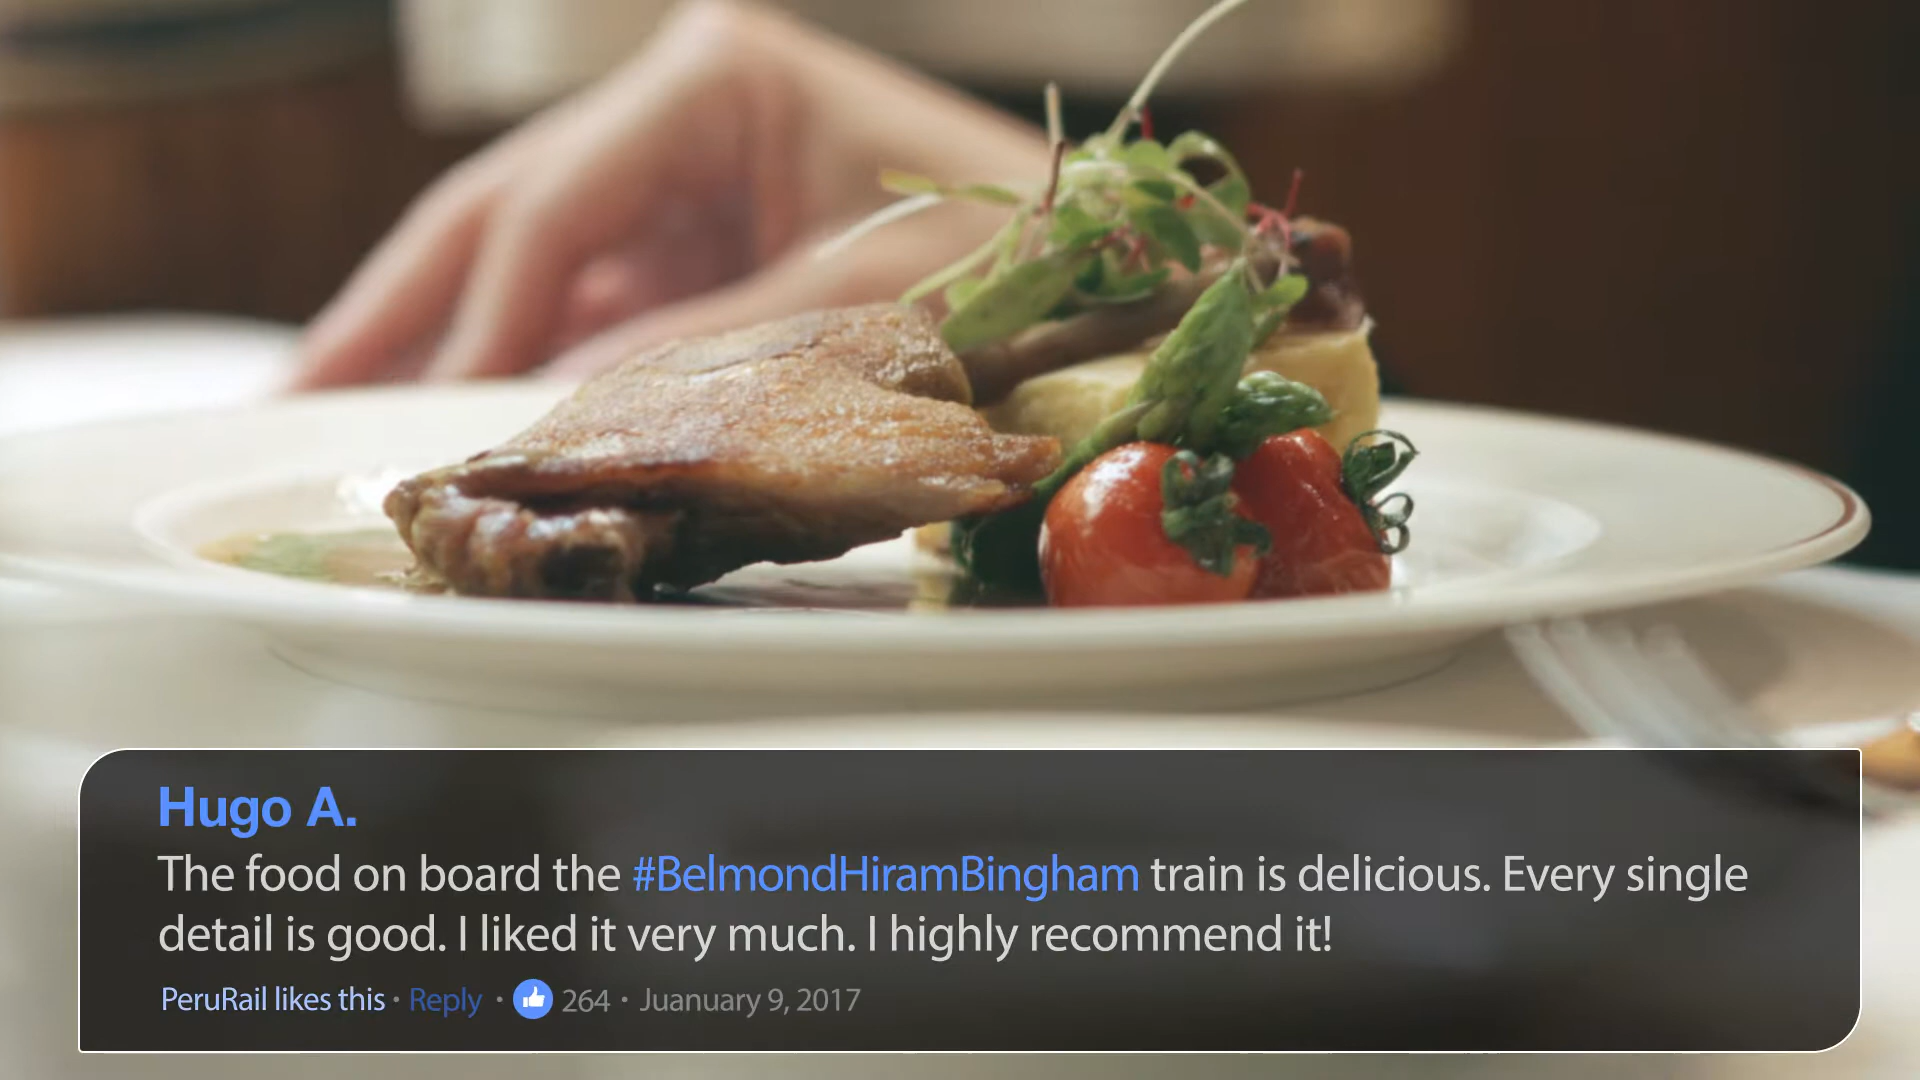 Hugo A.
The food on board the #BelmondHiramBingham train is delicious. Every single
detail is good. I liked it very much. I highly recommend it!
PeruRail likes this · Reply · 264 · Juanuary 9, 2017